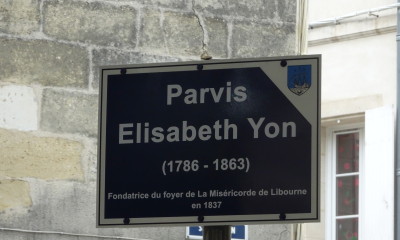 Parvis
Elisabeth Yon
(1786 - 1863)
Fondatrice du foyer de La Miséricorde de Libourne
en 1837